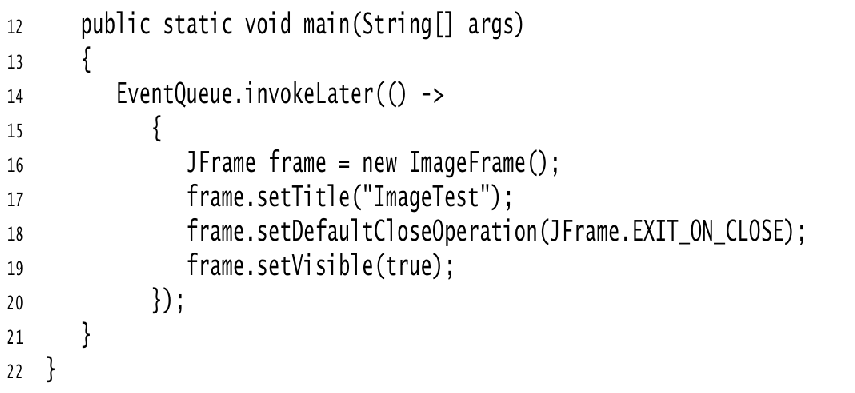 12 public static void main(String[] args)
13 {
14 EventQueue.invokeLater(() ->
15 {
16 JFrame frame = new ImageFrame();
17 frame.setTitle("ImageTest");
18 frame.setDefaultCloseOperation(JFrame.EXIT_ON_CLOSE);
19 frame.setVisible(true);
20 });
21 }
22 }